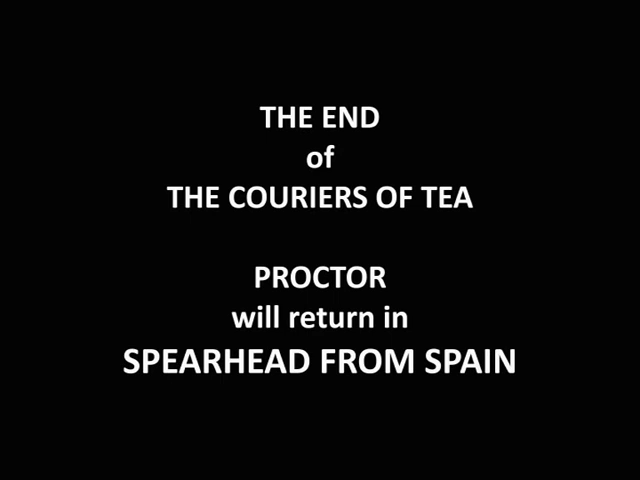 THE END
of
THE COURIERS OF TEA
PROCTOR
will return in
SPEARHEAD FROM SPAIN